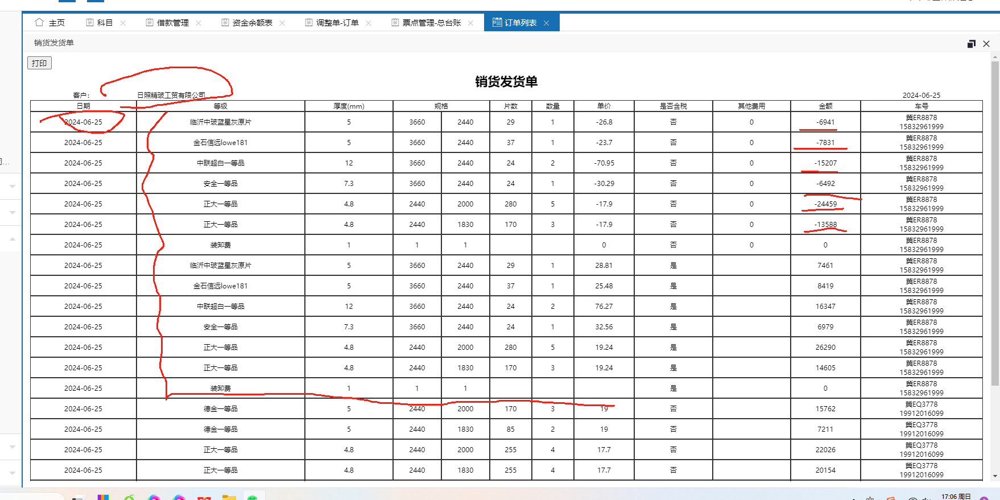 主页 科目 借款管理 资金余额表 调整单-订单 票点管理-总台账 订单列表
销货发货单
打印
销货发货单
客户： 日照精玻工贸有限公司 2024-06-25
日期 等级 厚度(mm) 规格 片数 数量 单价 是否含税 其他费用 金额 车号
2024-06-25 临沂中玻蓝星灰原片 5 3660 2440 29 1 -26.8 否 0 -6941 冀ER8878
15832961999
2024-06-25 金石信远lowe181 5 3660 2440 37 1 -23.7 否 0 -7831 冀ER8878
15832961999
2024-06-25 中联超白一等品 12 3660 2440 24 2 -70.95 否 0 -15207 冀ER8878
15832961999
2024-06-25 安全一等品 7.3 3660 2440 24 1 -30.29 否 0 -6492 冀ER8878
15832961999
2024-06-25 正大一等品 4.8 2440 2000 280 5 -17.9 否 0 -24459 冀ER8878
15832961999
2024-06-25 正大一等品 4.8 2440 1830 170 3 -17.9 否 0 -13588 冀ER8878
15832961999
2024-06-25 装卸费 1 1 1 0 否 0 0 冀ER8878
15832961999
2024-06-25 临沂中玻蓝星灰原片 5 3660 2440 29 1 28.81 是 7461 冀ER8878
15832961999
2024-06-25 金石信远lowe181 5 3660 2440 37 1 25.48 是 8419 冀ER8878
15832961999
2024-06-25 中联超白一等品 12 3660 2440 24 2 76.27 是 16347 冀ER8878
15832961999
2024-06-25 安全一等品 7.3 3660 2440 24 1 32.56 是 6979 冀ER8878
15832961999
2024-06-25 正大一等品 4.8 2440 2000 280 5 19.24 是 26290 冀ER8878
15832961999
2024-06-25 正大一等品 4.8 2440 1830 170 3 19.24 是 14605 冀ER8878
15832961999
2024-06-25 装卸费 1 1 1 是 0 冀ER8878
15832961999
2024-06-25 德金一等品 5 2440 2000 170 3 19 否 15762 冀EQ3778
19912016099
2024-06-25 德金一等品 5 2440 1830 85 2 19 否 7211 冀EQ3778
19912016099
2024-06-25 正大一等品 4.8 2440 2000 255 4 17.7 否 22026 冀EQ3778
19912016099
2024-06-25 正大一等品 4.8 2440 1830 255 4 17.7 否 20154 冀EQ3778
19912016099
17:06 周日